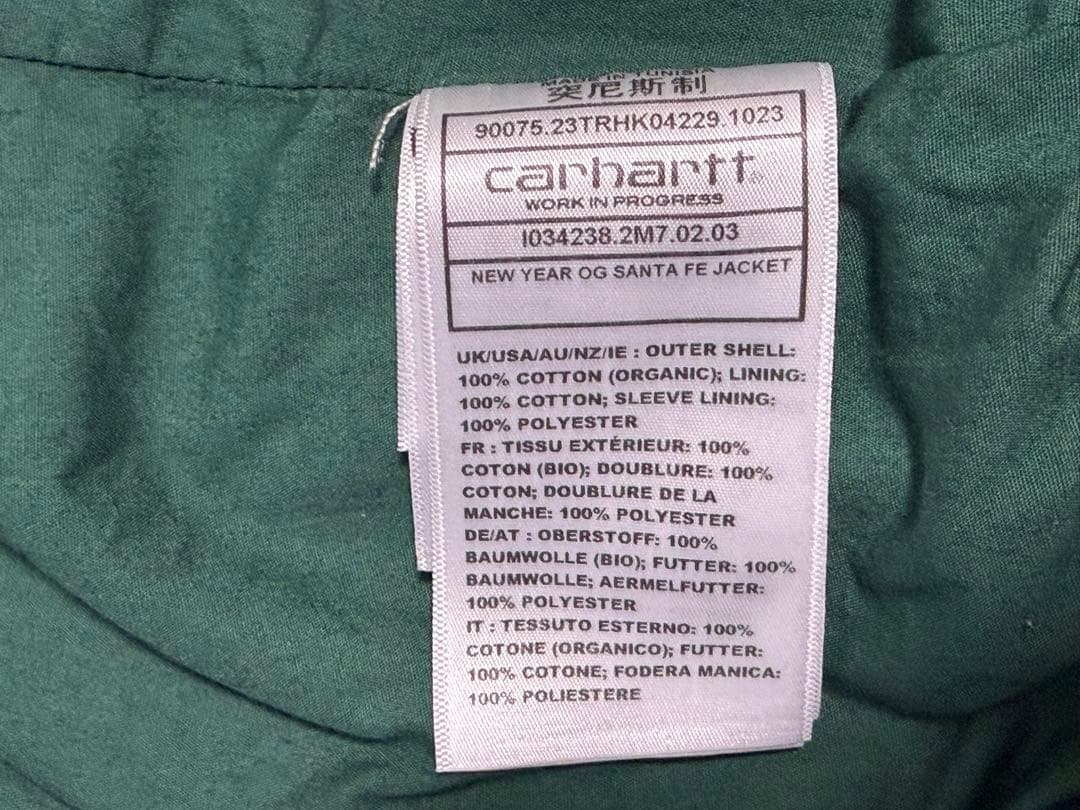 MADE IN TUNISIA
突尼斯制
90075.23TRHK04229.1023
carhartt
WORK IN PROGRESS
I034238.2M7.02.03
NEW YEAR OG SANTA FE JACKET
UK/USA/AU/NZ/IE : OUTER SHELL:
100% COTTON (ORGANIC); LINING:
100% COTTON; SLEEVE LINING:
100% POLYESTER
FR : TISSU EXTÉRIEUR: 100%
COTON (BIO); DOUBLURE: 100%
COTON; DOUBLURE DE LA
MANCHE: 100% POLYESTER
DE/AT : OBERSTOFF: 100%
BAUMWOLLE (BIO); FUTTER: 100%
BAUMWOLLE; AERMELFUTTER:
100% POLYESTER
IT : TESSUTO ESTERNO: 100%
COTONE (ORGANICO); FUTTER:
100% COTONE; FODERA MANICA:
100% POLIESTERE